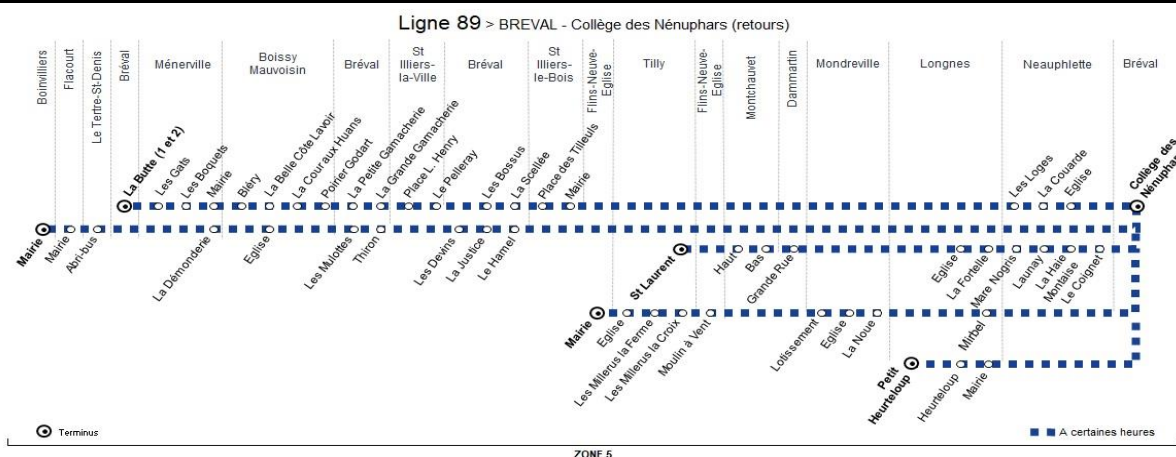 Ligne 89 > BREVAL - Collège des Nénuphars (retours)
Boinvilliers
Flacourt
Le Tertre-St-Denis
Bréval
Ménerville
Boissy
Mauvoisin
Bréval
St
Illiers-
la-Ville
Bréval
St
Illiers-
le-Bois
Flins-Neuve-
Eglise
Tilly
Flins-Neuve-
Eglise
Montchauvet
Dammartin
Mondreville
Longnes
Neauphlette
Bréval
La Butte (1 et 2)
Les Gats
Les Boquets
Mairie
Bléry
La Belle Côte Lavoir
La Cour aux Huans
Poirier Godart
La Petite Gamacherie
La Grande Gamacherie
Place L. Henry
Le Pelleray
Les Bossus
La Scellée
Place des Tilleuls
Mairie
Les Loges
La Couarde
Eglise
Collège des
Nénuphars
Mairie
Mairie
Abri-bus
La Démonderie
Eglise
Les Mulottes
Thiron
Les Devins
La Justice
Le Hamel
St Laurent
Haut
Bas
Grande Rue
Eglise
La Fortelle
Mare Nogris
Launay
La Haie
Montaise
Le Coignet
Mairie
Eglise
Les Millerus la Ferme
Les Millerus la Croix
Moulin à Vent
Lotissement
Eglise
La Noue
Mirbel
Petit
Heurteloup
Heurteloup
Mairie
Terminus
A certaines heures
ZONE 5